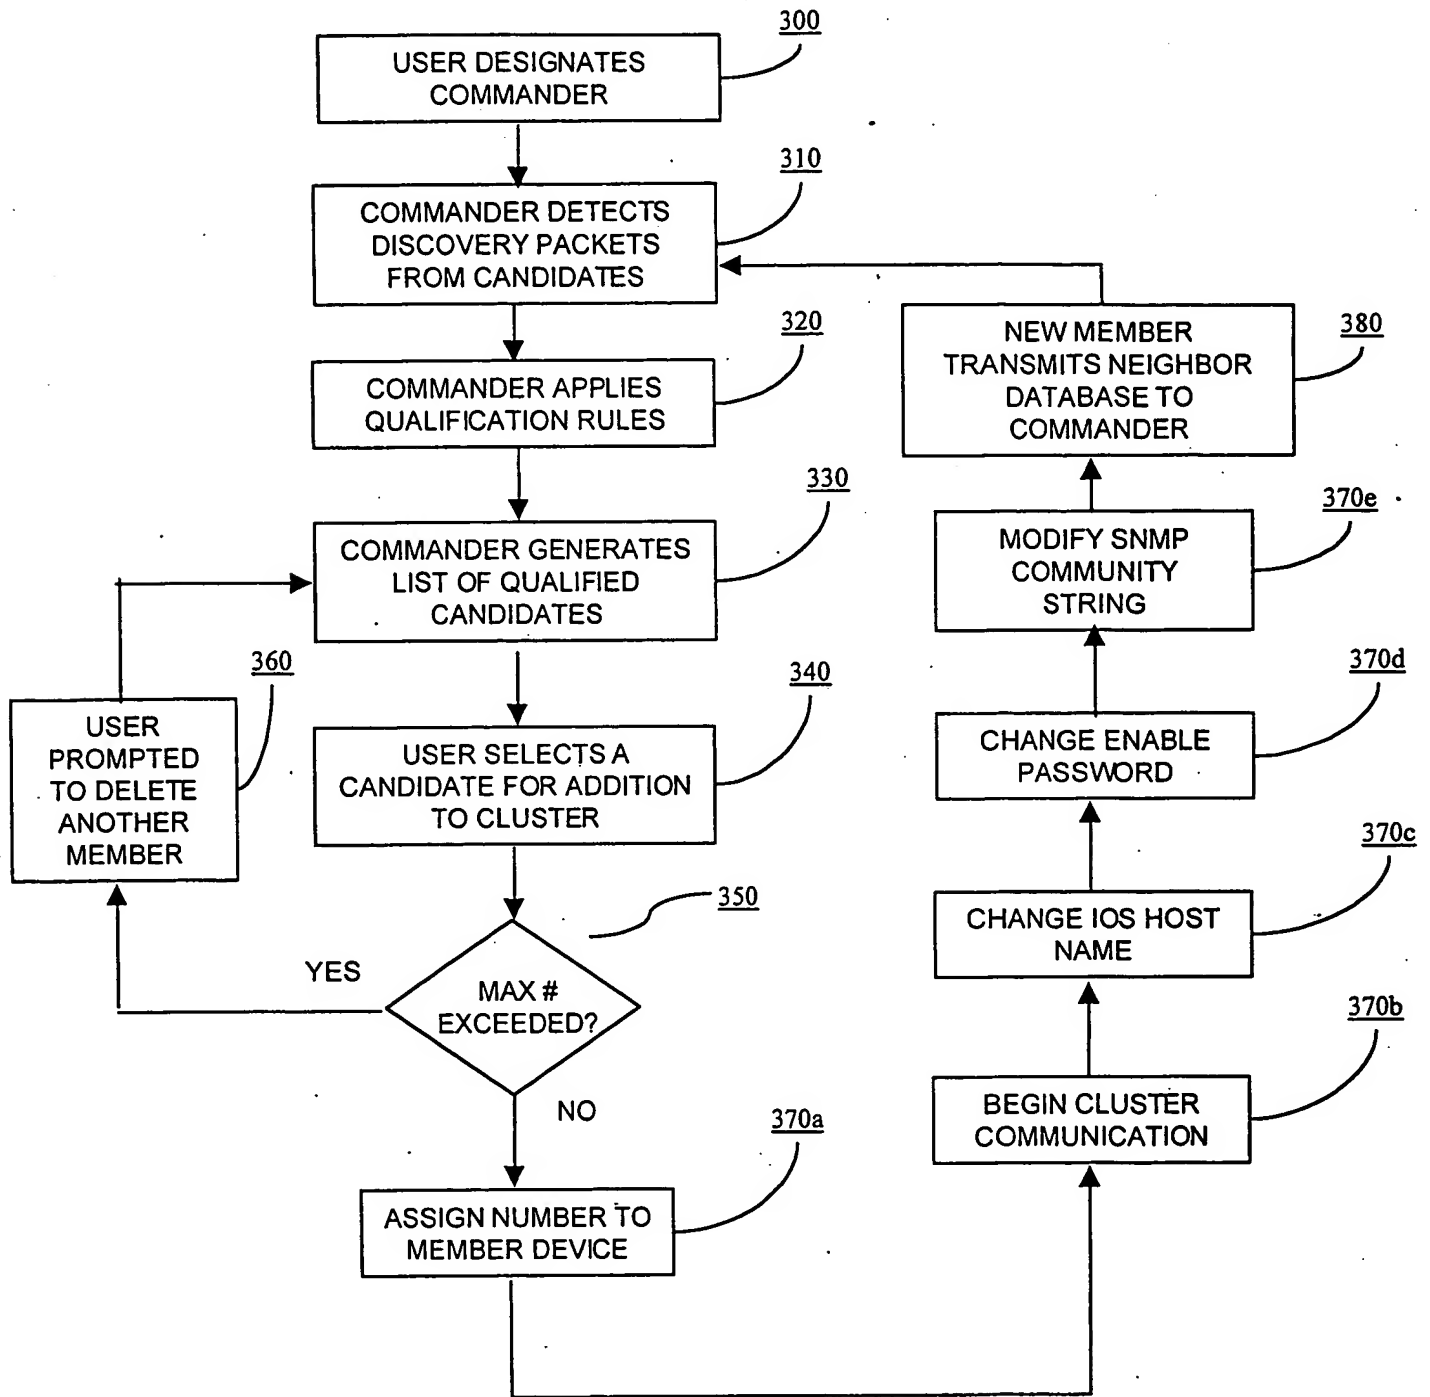 300
USER DESIGNATES
COMMANDER
310
COMMANDER DETECTS
DISCOVERY PACKETS
FROM CANDIDATES
320
COMMANDER APPLIES
QUALIFICATION RULES
330
COMMANDER GENERATES
LIST OF QUALIFIED
CANDIDATES
340
USER SELECTS A
CANDIDATE FOR ADDITION
TO CLUSTER
350
MAX #
EXCEEDED?
YES
360
USER
PROMPTED
TO DELETE
ANOTHER
MEMBER
NO
370a
ASSIGN NUMBER TO
MEMBER DEVICE
370b
BEGIN CLUSTER
COMMUNICATION
370c
CHANGE IOS HOST
NAME
370d
CHANGE ENABLE
PASSWORD
370e
MODIFY SNMP
COMMUNITY
STRING
380
NEW MEMBER
TRANSMITS NEIGHBOR
DATABASE TO
COMMANDER